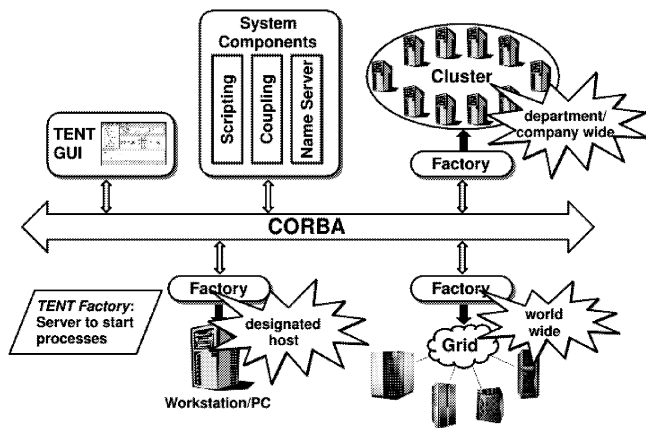 System
Components
Scripting
Coupling
Name Server
Cluster
department/
company wide
TENT
GUI
Factory
CORBA
Factory
Factory
TENT Factory:
Server to start
processes
designated
host
world
wide
Grid
Workstation/PC